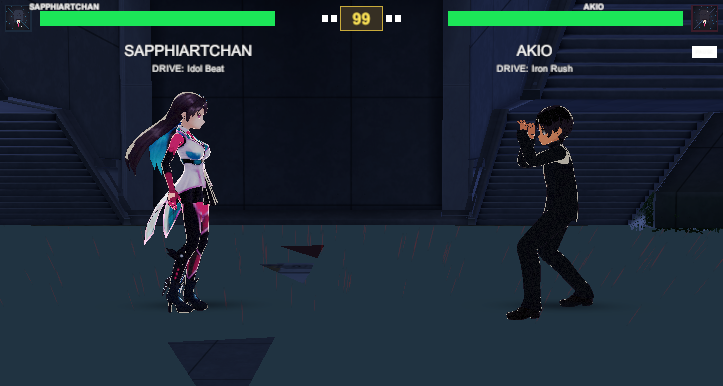 SAPPHIARTCHAN
99
AKIO
SAPPHIARTCHAN
AKIO
DRIVE: Idol Beat
DRIVE: Iron Rush